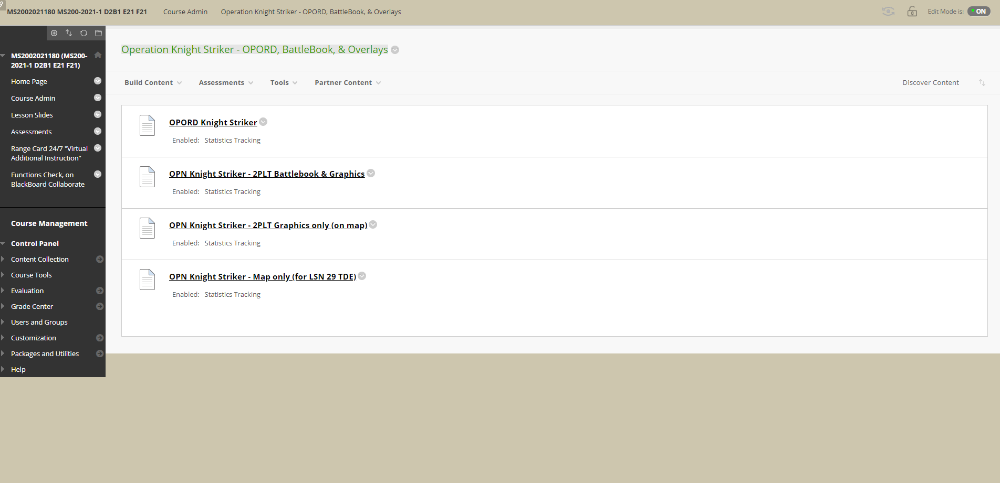 MS2002021180 MS200-2021-1 D2B1 E21 F21 Course Admin Operation Knight Striker - OPORD, BattleBook, & Overlays Edit Mode is: ON
MS2002021180 (MS200-
2021-1 D2B1 E21 F21)
Home Page
Course Admin
Lesson Slides
Assessments
Range Card 24/7 "Virtual
Additional Instruction"
Functions Check, on
BlackBoard Collaborate
Course Management
Control Panel
Content Collection
Course Tools
Evaluation
Grade Center
Users and Groups
Customization
Packages and Utilities
Help
Operation Knight Striker - OPORD, BattleBook, & Overlays
Build Content Assessments Tools Partner Content Discover Content
OPORD Knight Striker
Enabled: Statistics Tracking
OPN Knight Striker - 2PLT Battlebook & Graphics
Enabled: Statistics Tracking
OPN Knight Striker - 2PLT Graphics only (on map)
Enabled: Statistics Tracking
OPN Knight Striker - Map only (for LSN 29 TDE)
Enabled: Statistics Tracking